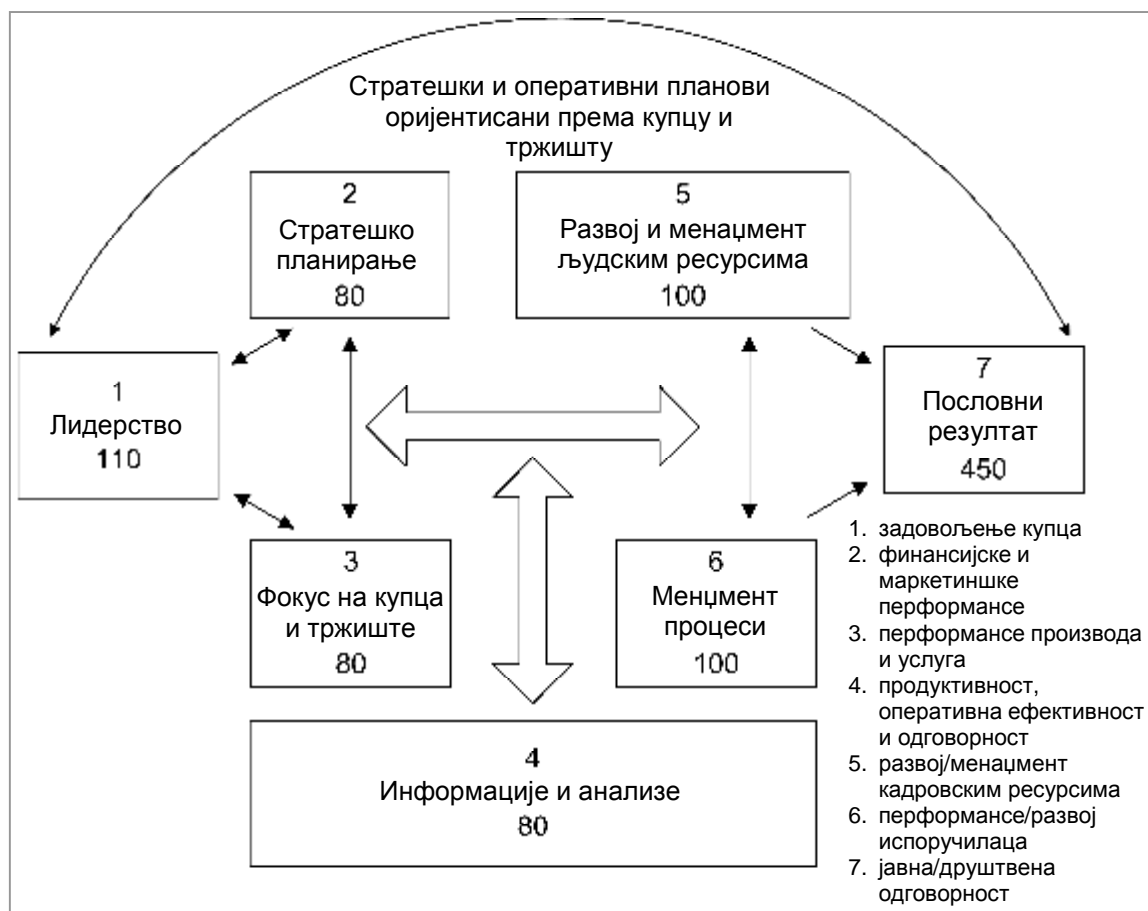 Стратешки и оперативни планови
оријентисани према купцу и
тржишту
2
Стратешко
планирање
80
5
Развој и менаџмент
људским ресурсима
100
1
Лидерство
110
7
Пословни
резултат
450
3
Фокус на купца
и тржиште
80
6
Менџмент
процеси
100
4
Информације и анализе
80
1. задовољење купца
2. финансијске и
маркетиншке
перформансе
3. перформансе производа
и услуга
4. продуктивност,
оперативна ефективност
и одговорност
5. развој/менаџмент
кадровским ресурсима
6. перформансе/развој
испоручилаца
7. јавна/друштвена
одговорност